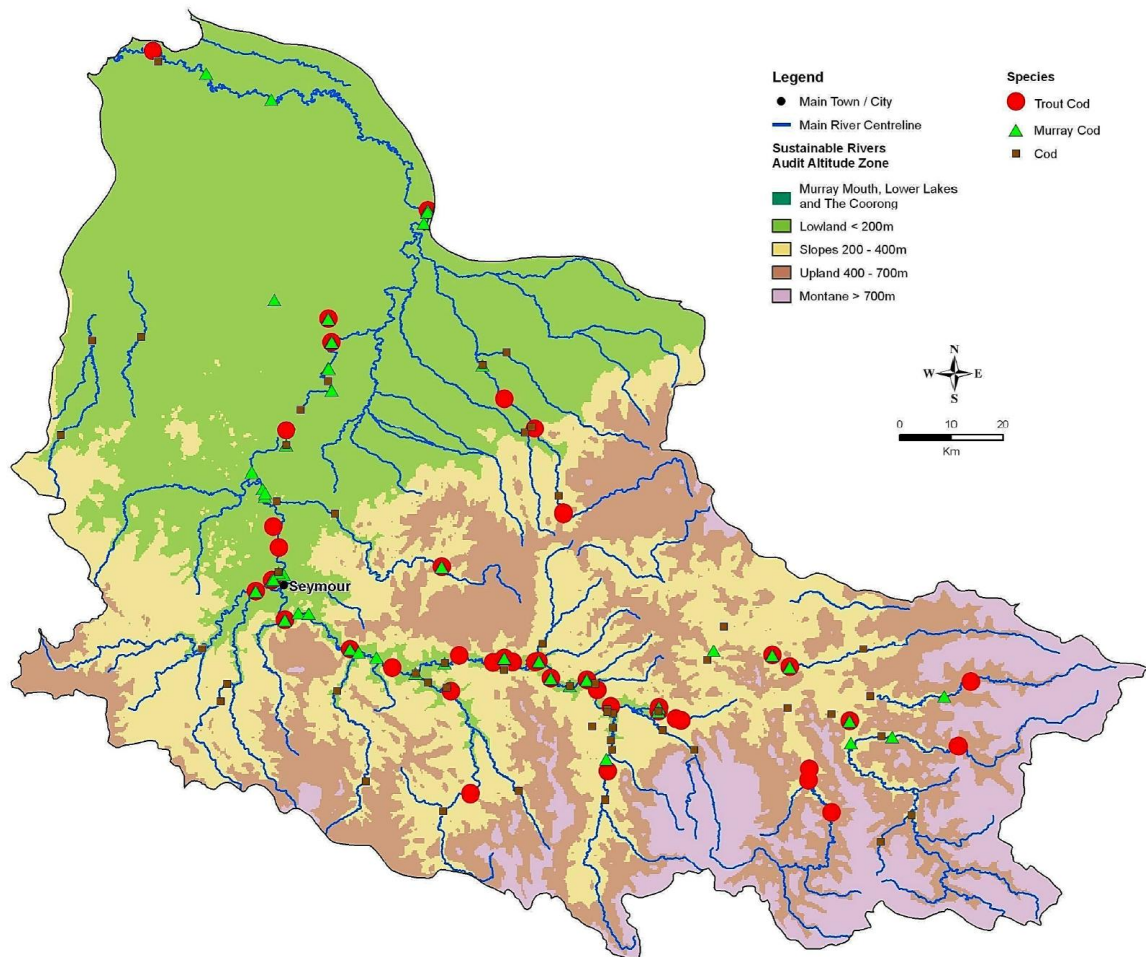 Legend
Main Town / City
Main River Centreline
Sustainable Rivers
Audit Altitude Zone
Murray Mouth, Lower Lakes
and The Coorong
Lowland < 200m
Slopes 200 - 400m
Upland 400 - 700m
Montane > 700m
Species
Trout Cod
Murray Cod
Cod
N
W E
S
0 10 20
Km
Seymour